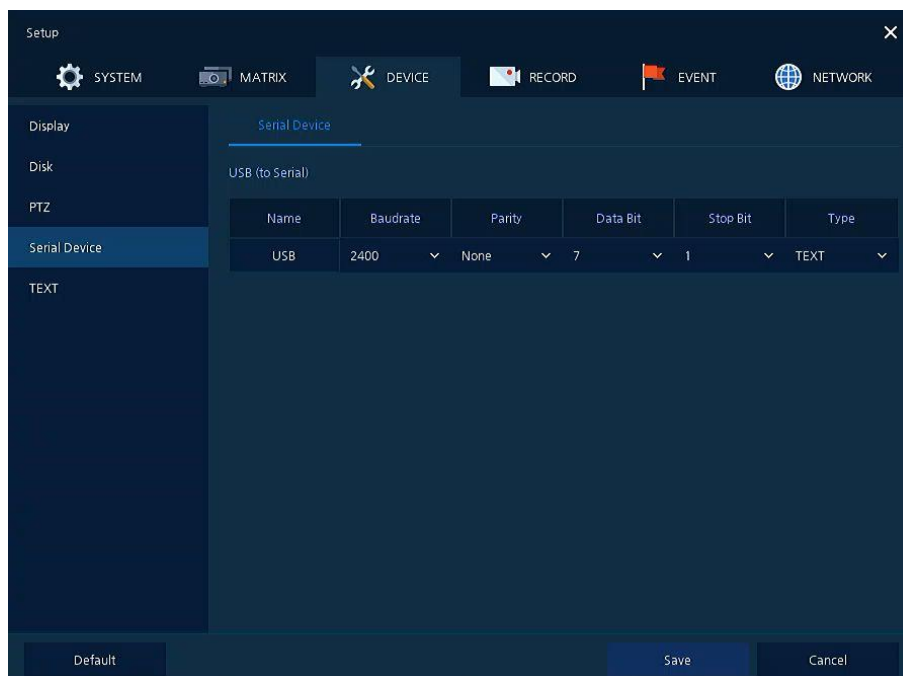 Setup
SYSTEM MATRIX DEVICE RECORD EVENT NETWORK
Display
Disk
PTZ
Serial Device
TEXT
Serial Device
USB (to Serial)
Name Baudrate Parity Data Bit Stop Bit Type
USB 2400 None 7 1 TEXT
Default Save Cancel